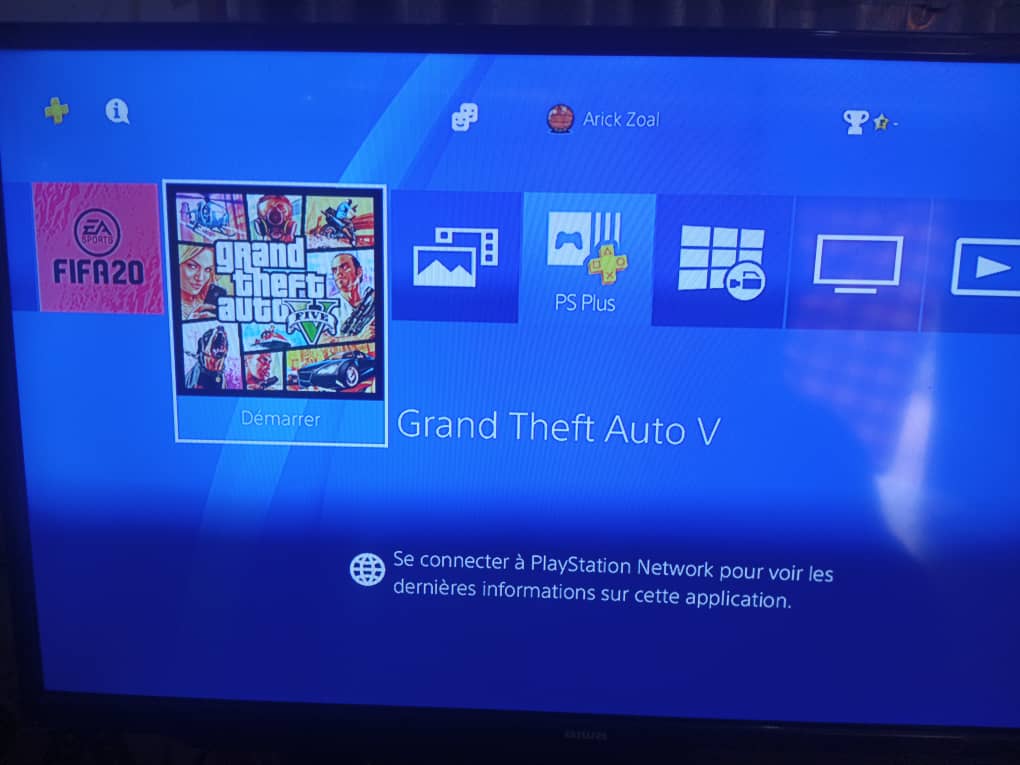 Arick Zoal
EA
SPORTS
FIFA20
grand
theft
auto
FIVE
V
PS Plus
Démarrer
Grand Theft Auto V
Se connecter à PlayStation Network pour voir les
dernières informations sur cette application.
aiwa